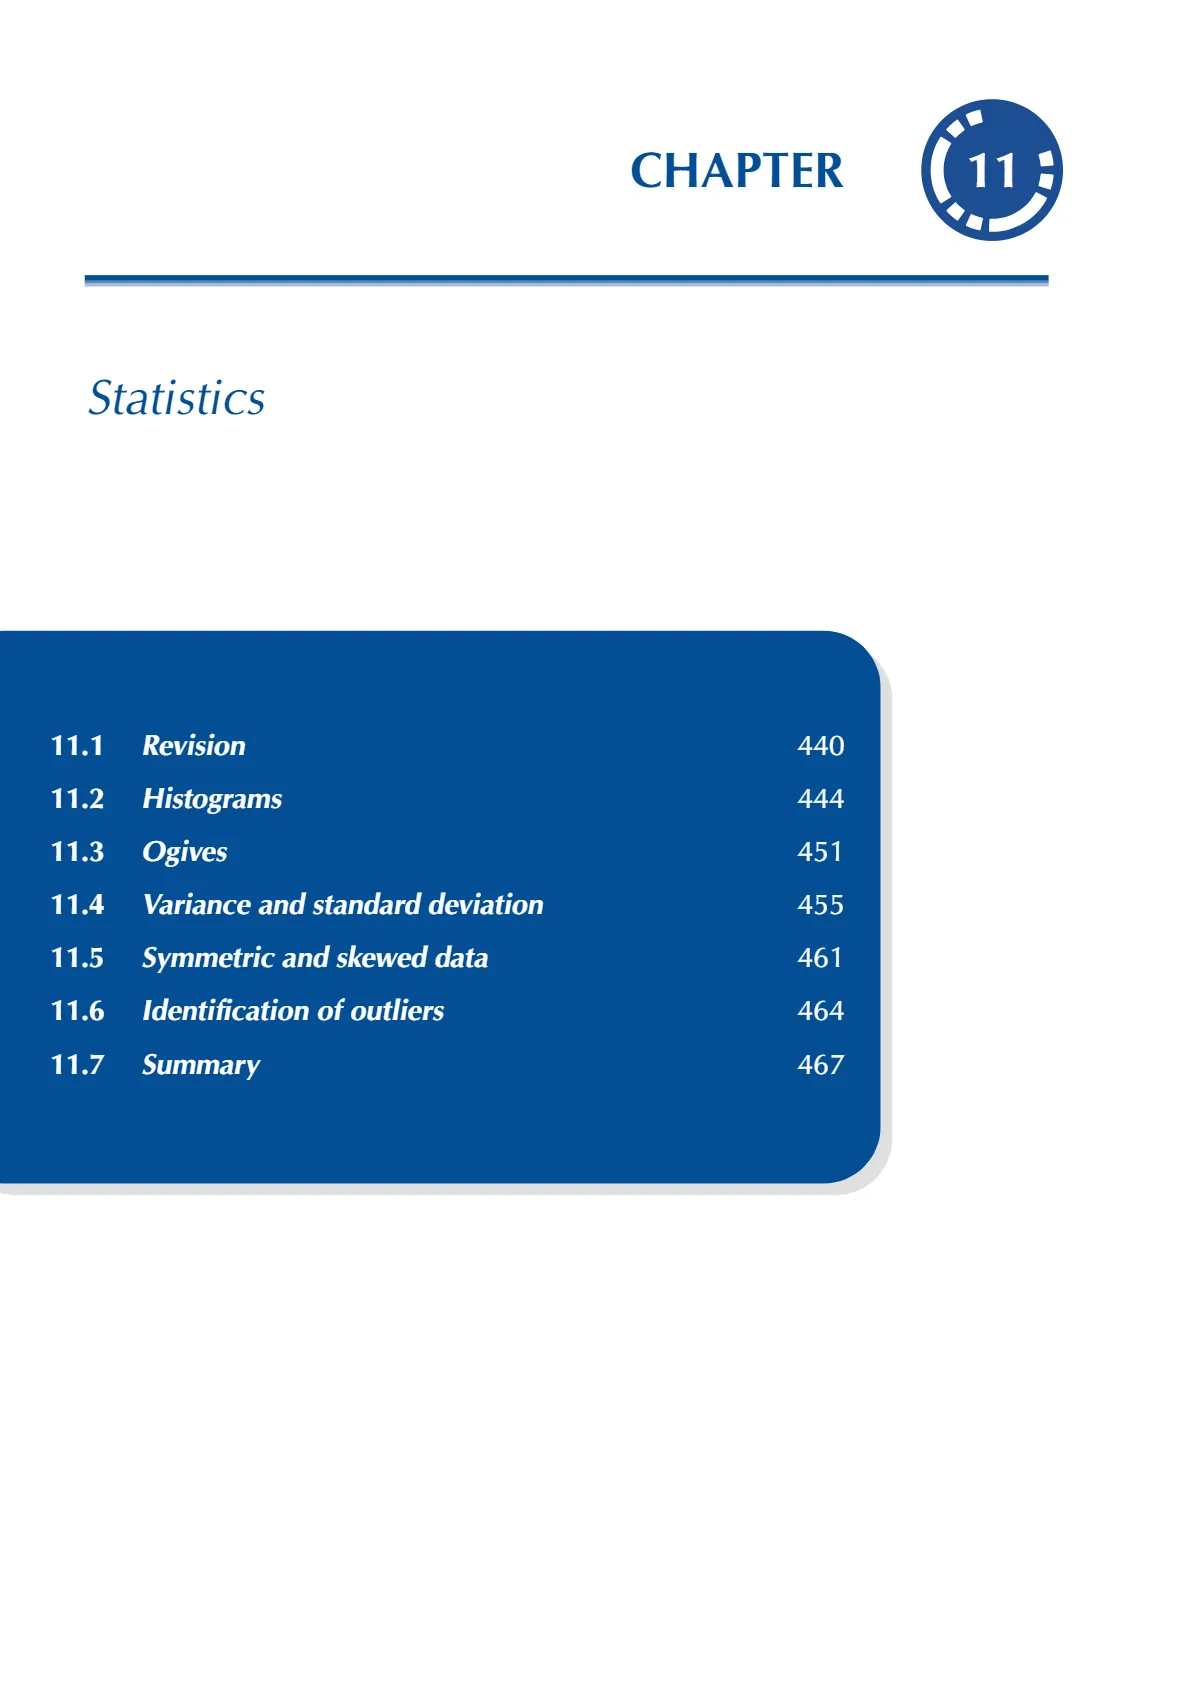 CHAPTER 11
Statistics
11.1 Revision 440
11.2 Histograms 444
11.3 Ogives 451
11.4 Variance and standard deviation 455
11.5 Symmetric and skewed data 461
11.6 Identification of outliers 464
11.7 Summary 467